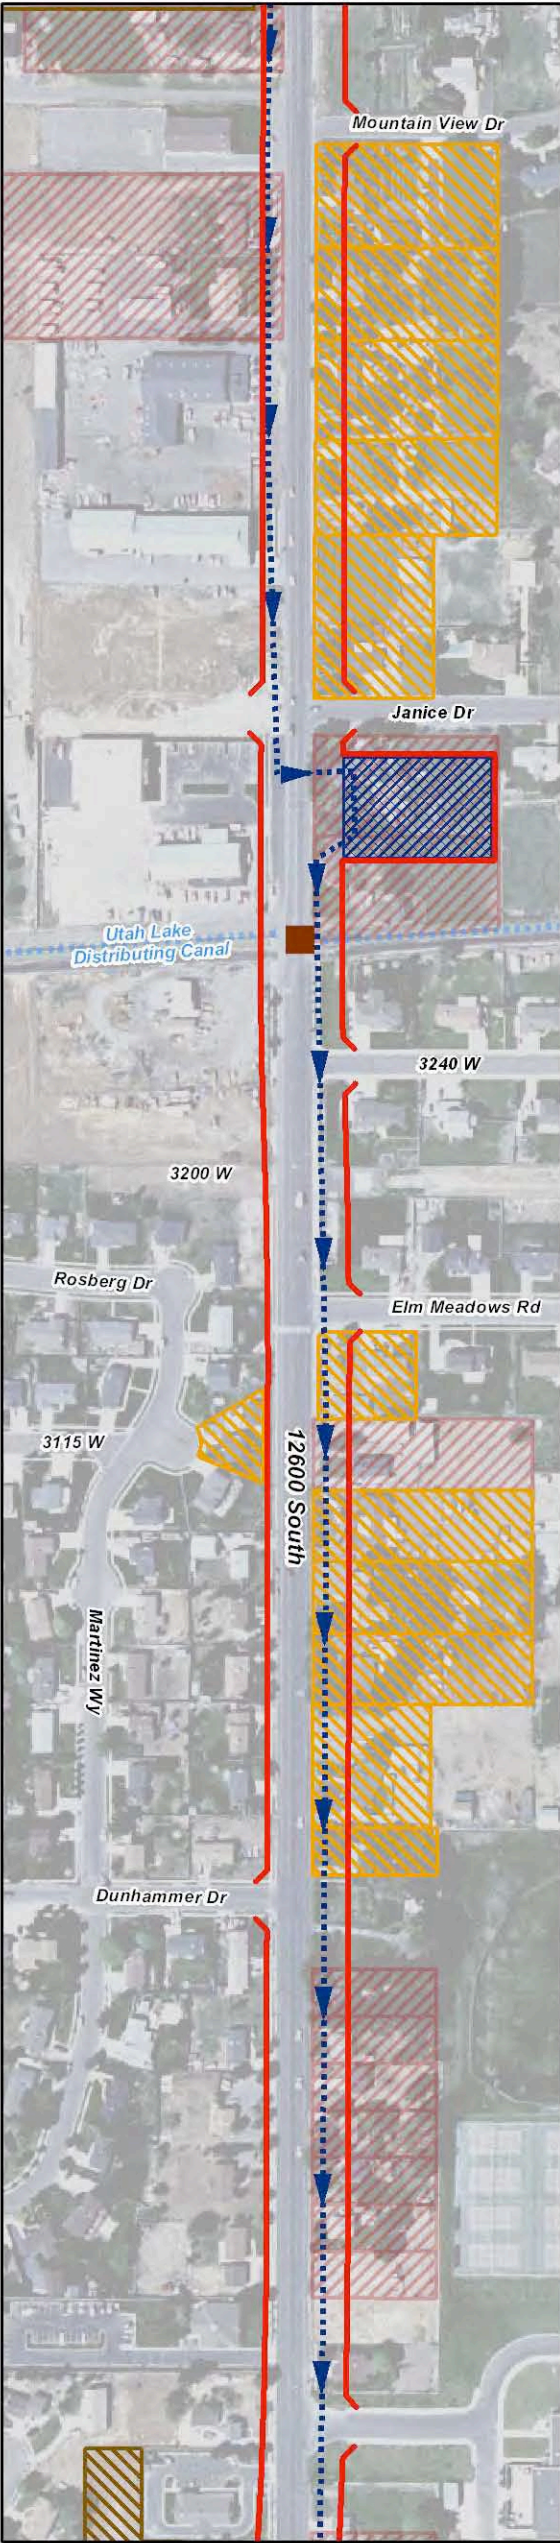 Mountain View Dr
Janice Dr
Utah Lake
Distributing Canal
3240 W
3200 W
Rosberg Dr
Elm Meadows Rd
3115 W
12600 South
Martinez Wy
Dunhammer Dr